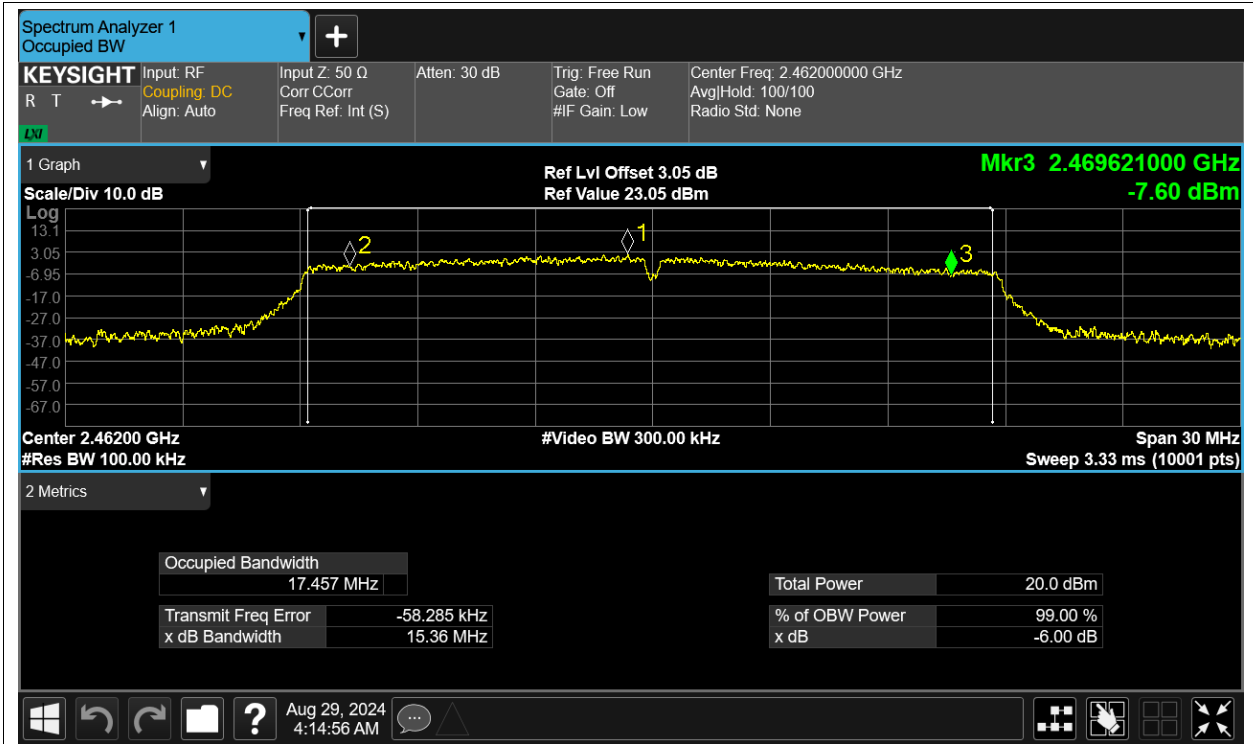 Spectrum Analyzer 1
Occupied BW
KEYSIGHT
R T
LXI
Input: RF
Coupling: DC
Align: Auto
Input Z: 50 Ω
Corr CCorr
Freq Ref: Int (S)
Atten: 30 dB
Trig: Free Run
Gate: Off
#IF Gain: Low
Center Freq: 2.462000000 GHz
Avg|Hold: 100/100
Radio Std: None
1 Graph
Scale/Div 10.0 dB
Ref Lvl Offset 3.05 dB
Ref Value 23.05 dBm
Mkr3 2.469621000 GHz
-7.60 dBm
Log
13.1
3.05
-6.95
-17.0
-27.0
-37.0
-47.0
-57.0
-67.0
2
1
3
Center 2.46200 GHz
#Res BW 100.00 kHz
#Video BW 300.00 kHz
Span 30 MHz
Sweep 3.33 ms (10001 pts)
2 Metrics
Occupied Bandwidth
17.457 MHz
Transmit Freq Error -58.285 kHz
x dB Bandwidth 15.36 MHz
Total Power 20.0 dBm
% of OBW Power 99.00 %
x dB -6.00 dB
?
Aug 29, 2024
4:14:56 AM